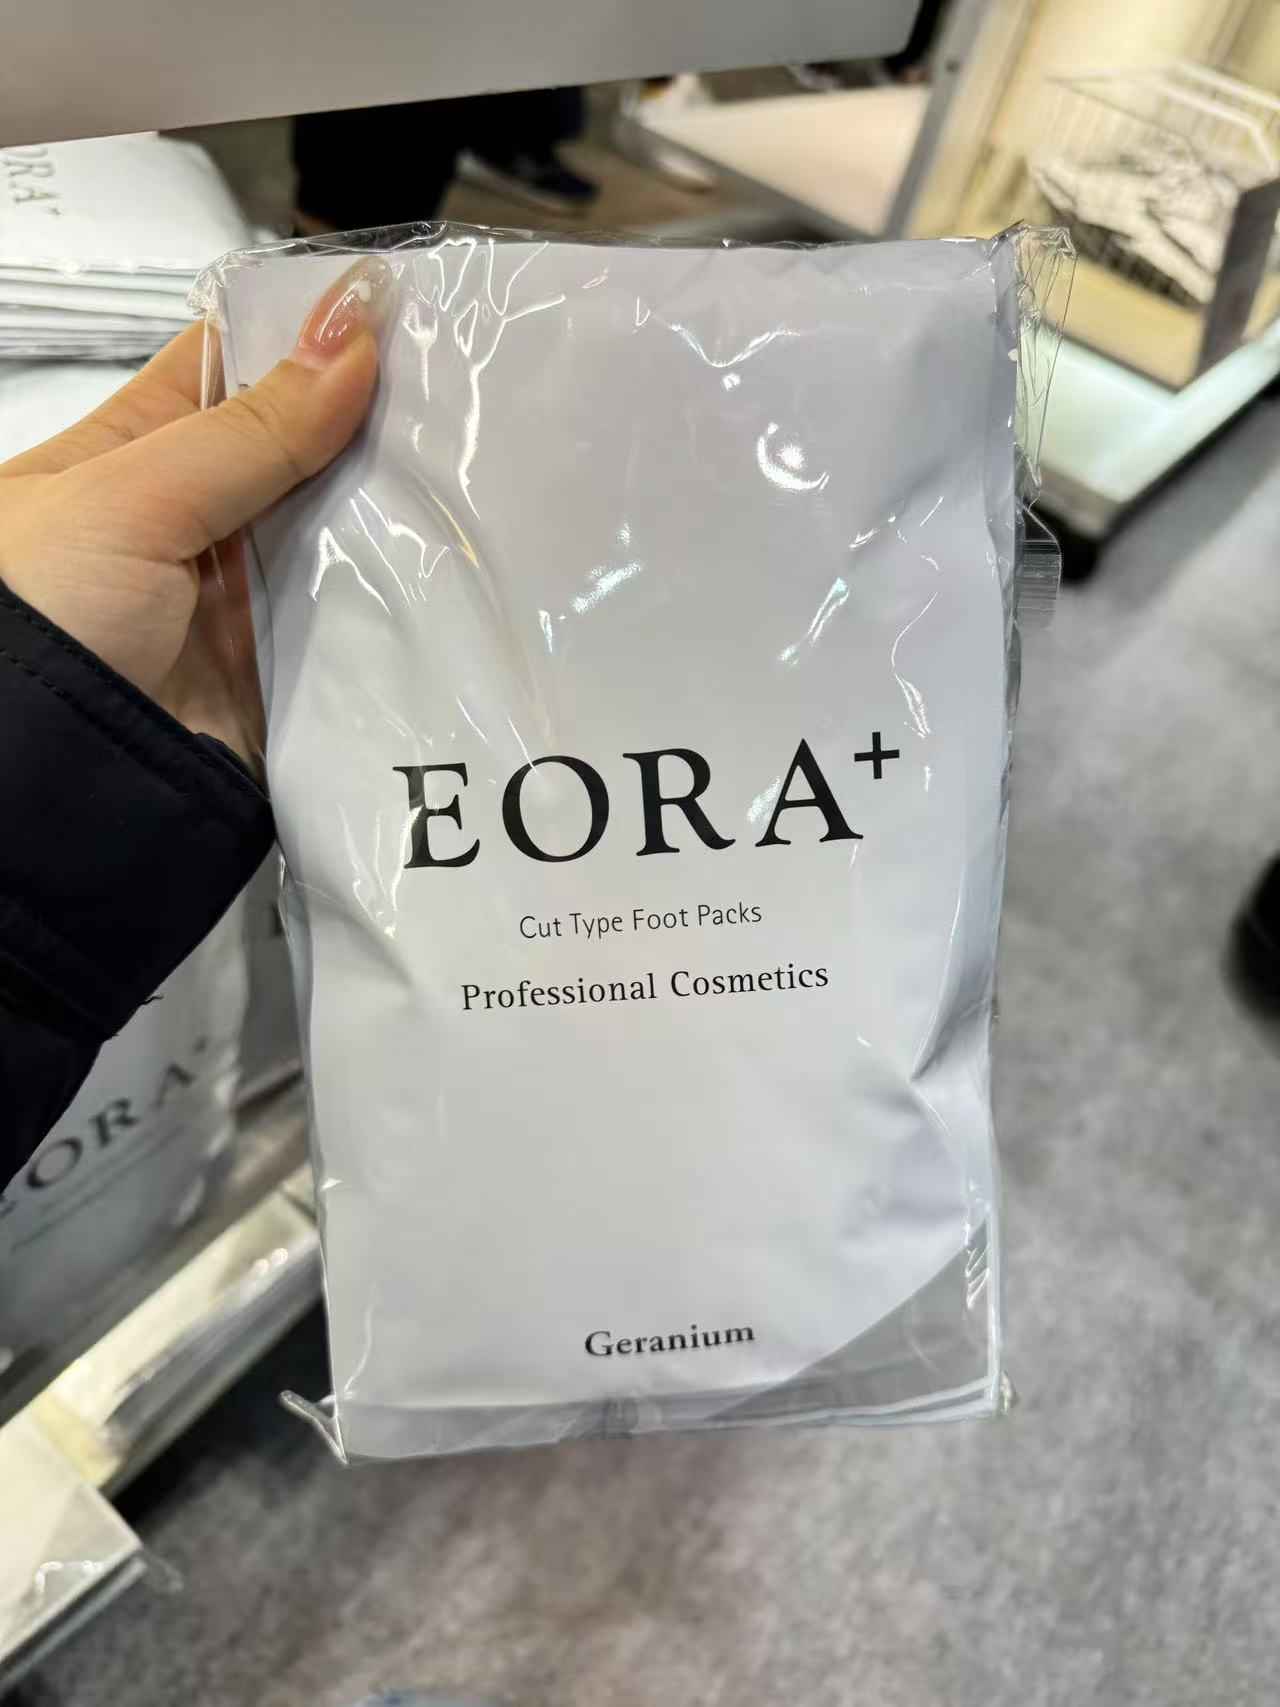 EORA+
Cut Type Foot Packs
Professional Cosmetics
Geranium